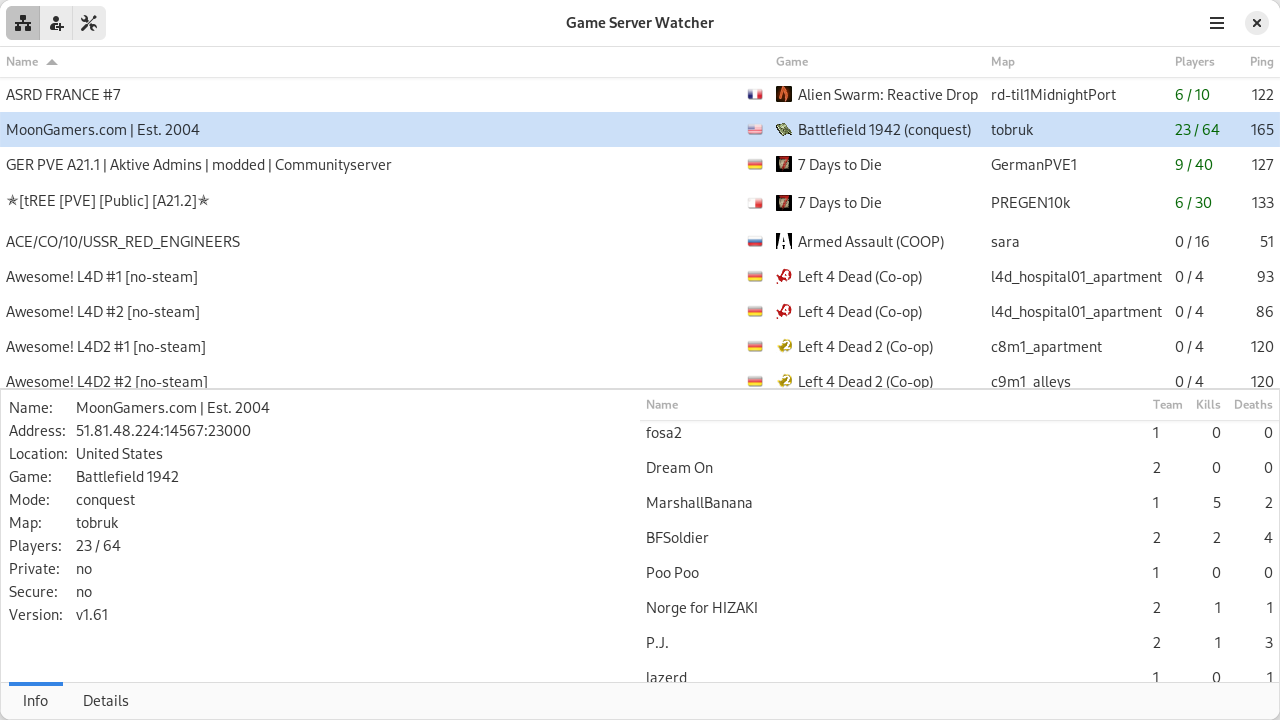 Game Server Watcher
Name Game Map Players Ping
ASRD FRANCE #7 Alien Swarm: Reactive Drop rd-til1MidnightPort 6 / 10 122
MoonGamers.com | Est. 2004 Battlefield 1942 (conquest) tobruk 23 / 64 165
GER PVE A21.1 | Aktive Admins | modded | Communityserver 7 Days to Die GermanPVE1 9 / 40 127
✯[tREE [PVE] [Public] [A21.2]✯ 7 Days to Die PREGEN10k 6 / 30 133
ACE/CO/10/USSR_RED_ENGINEERS Armed Assault (COOP) sara 0 / 16 51
Awesome! L4D #1 [no-steam] Left 4 Dead (Co-op) l4d_hospital01_apartment 0 / 4 93
Awesome! L4D #2 [no-steam] Left 4 Dead (Co-op) l4d_hospital01_apartment 0 / 4 86
Awesome! L4D2 #1 [no-steam] Left 4 Dead 2 (Co-op) c8m1_apartment 0 / 4 120
Awesome! L4D2 #2 [no-steam] Left 4 Dead 2 (Co-op) c9m1_alleys 0 / 4 120
Name: MoonGamers.com | Est. 2004
Address: 51.81.48.224:14567:23000
Location: United States
Game: Battlefield 1942
Mode: conquest
Map: tobruk
Players: 23 / 64
Private: no
Secure: no
Version: v1.61
Name Team Kills Deaths
fosa2 1 0 0
Dream On 2 0 0
MarshallBanana 1 5 2
BFSoldier 2 2 4
Poo Poo 1 0 0
Norge for HIZAKI 2 1 1
P.J. 2 1 3
lazerd 1 0 1
Info Details